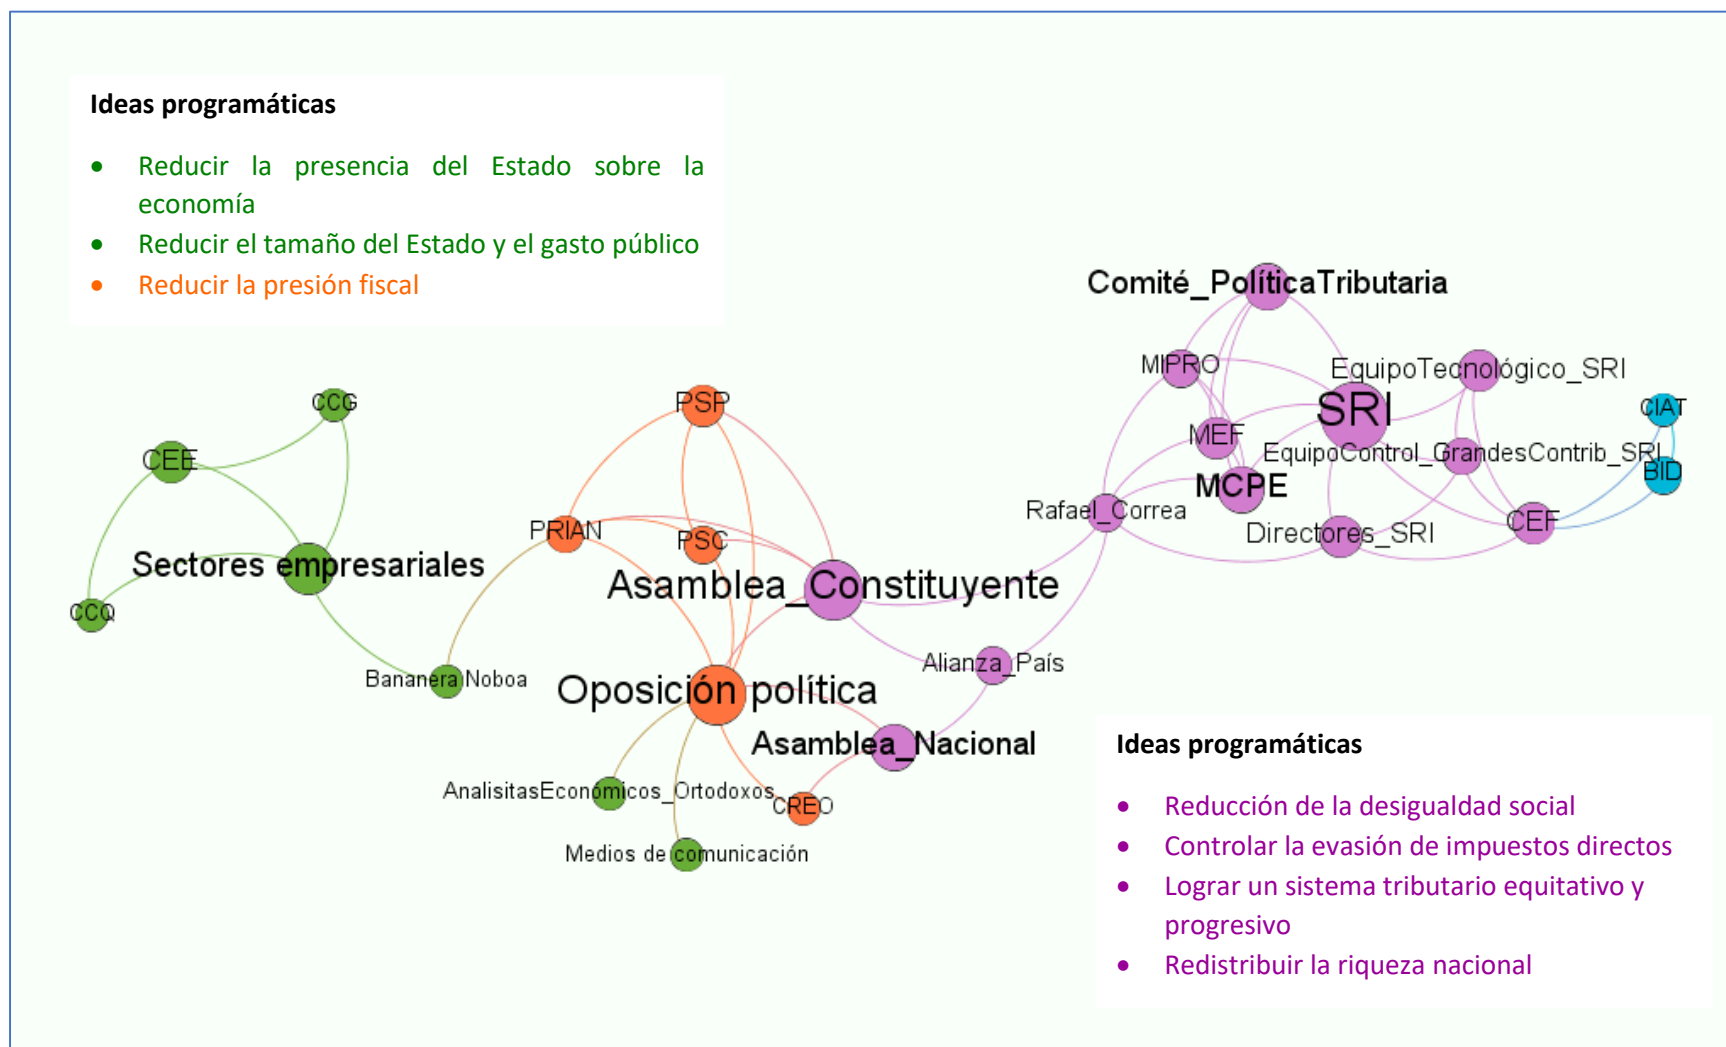 Ideas programáticas
• Reducir la presencia del Estado sobre la
economía
• Reducir el tamaño del Estado y el gasto público
• Reducir la presión fiscal
Comité_PolíticaTributaria
MIPRO
EquipoTecnológico_SRI
SRI
CCG
PSP
CIAT
MEF
EquipoControl_GrandesContrib_SRI
CEE
BID
MCPE
Rafael_Correa
CEF
PRIAN
PSC
Directores_SRI
Sectores empresariales
Asamblea_Constituyente
CCQ
Alianza_País
Bananera Noboa
Oposición política
Asamblea_Nacional
AnalisitasEconómicos_Ortodoxos
CREO
Medios de comunicación
Ideas programáticas
• Reducción de la desigualdad social
• Controlar la evasión de impuestos directos
• Lograr un sistema tributario equitativo y
progresivo
• Redistribuir la riqueza nacional